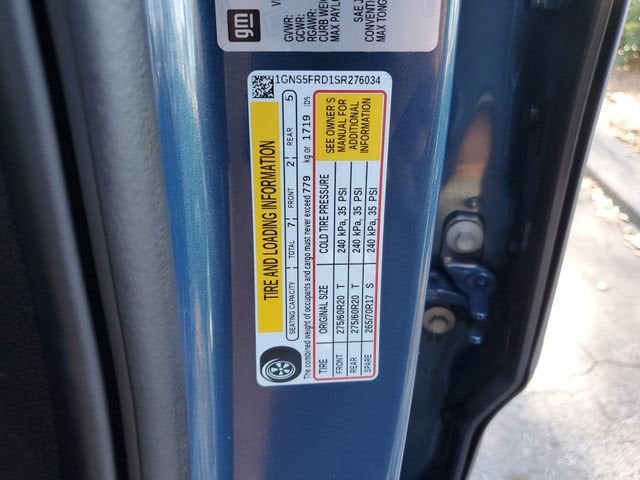 gm
GVWR:
GCWR:
RGAWR:
CURB WEI
MAX PAYL
SAE J
CONVENTI
MAX TONG
1GNS5FRD1SR276034
TIRE AND LOADING INFORMATION
SEATING CAPACITY TOTAL 7 FRONT 2 REAR 5
The combined weight of occupants and cargo must never exceed 779 kg or 1719 lbs.
TIRE ORIGINAL SIZE COLD TIRE PRESSURE
FRONT 275/60R20 T 240 kPa, 35 PSI
REAR 275/60R20 T 240 kPa, 35 PSI
SPARE 265/70R17 S 240 kPa, 35 PSI
SEE OWNER'S
MANUAL FOR
ADDITIONAL
INFORMATION